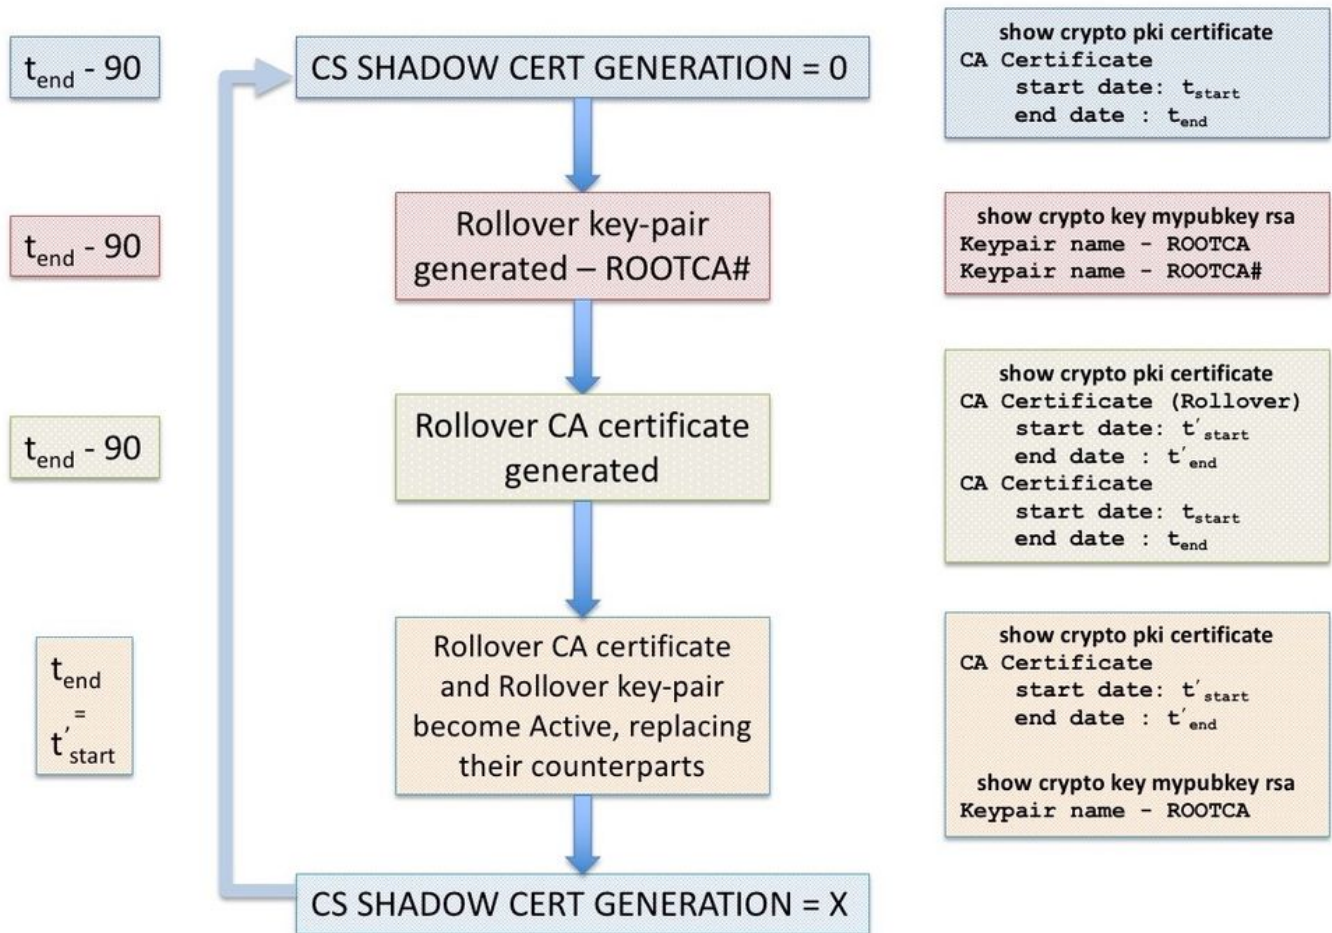 t_end - 90
CS SHADOW CERT GENERATION = 0
show crypto pki certificate
CA Certificate
start date: t_start
end date : t_end
t_end - 90
Rollover key-pair
generated – ROOTCA#
show crypto key mypubkey rsa
Keypair name - ROOTCA
Keypair name - ROOTCA#
t_end - 90
Rollover CA certificate
generated
show crypto pki certificate
CA Certificate (Rollover)
start date: t'_start
end date : t'_end
CA Certificate
start date: t_start
end date : t_end
t_end
=
t'_start
Rollover CA certificate
and Rollover key-pair
become Active, replacing
their counterparts
show crypto pki certificate
CA Certificate
start date: t'_start
end date : t'_end
show crypto key mypubkey rsa
Keypair name - ROOTCA
CS SHADOW CERT GENERATION = X